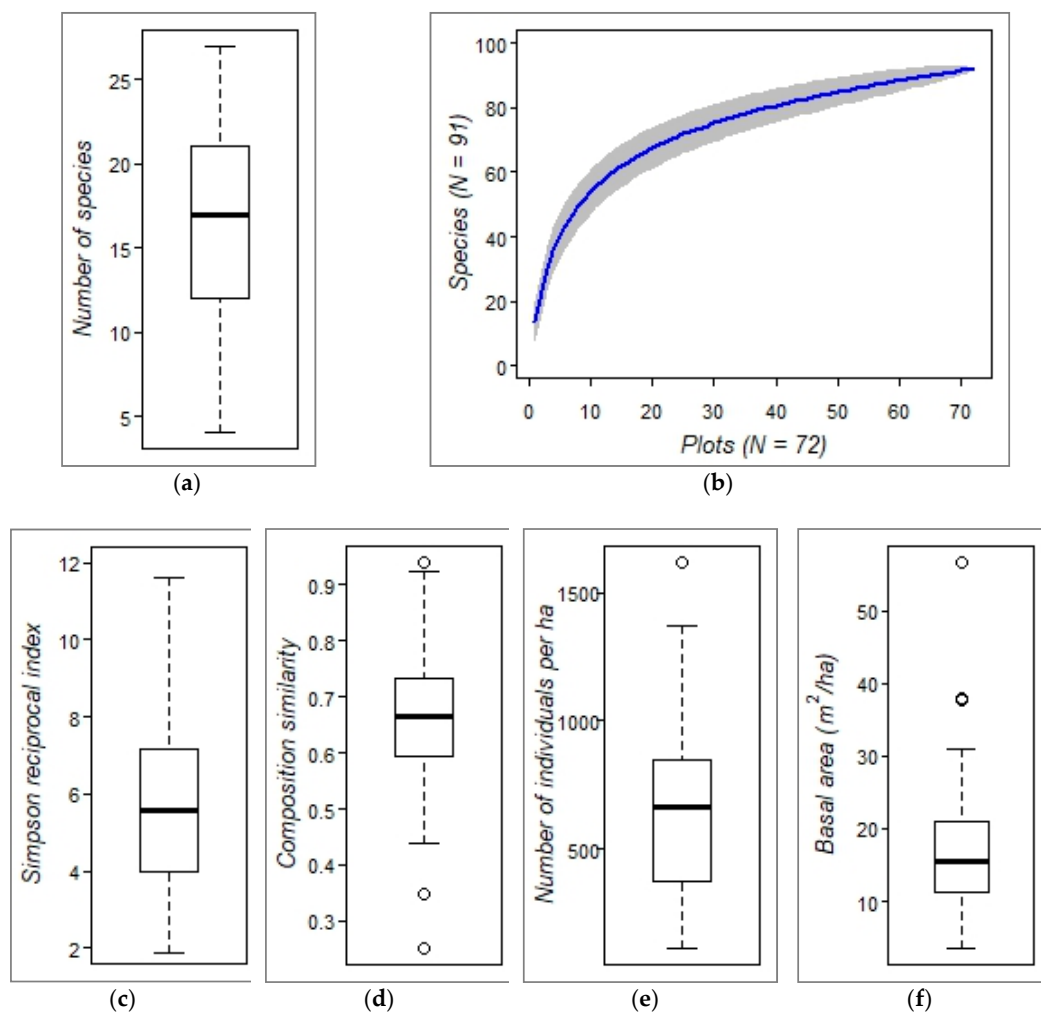 Number of species
25
20
15
10
5
(a)
Species (N = 91)
100
80
60
40
20
0
0 10 20 30 40 50 60 70
Plots (N = 72)
(b)
Simpson reciprocal index
12
10
8
6
4
2
(c)
Composition similarity
0.9
0.8
0.7
0.6
0.5
0.4
0.3
(d)
Number of individuals per ha
1500
1000
500
(e)
Basal area (m²/ha)
50
40
30
20
10
(f)